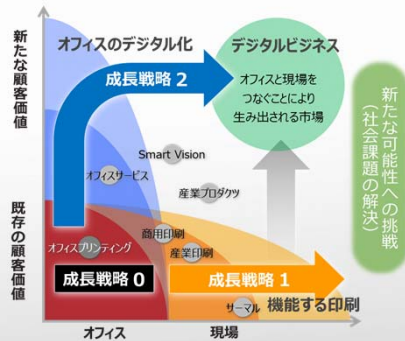 新たな顧客価値
既存の顧客価値
オフィスのデジタル化
デジタルビジネス
成長戦略 2
オフィスと現場を
つなぐことにより
生み出される市場
新たな可能性への挑戦
(社会課題の解決)
Smart Vision
オフィスサービス
産業プロダクツ
商用印刷
オフィスプリンティング
産業印刷
成長戦略 0
成長戦略 1
サーマル
機能する印刷
オフィス
現場